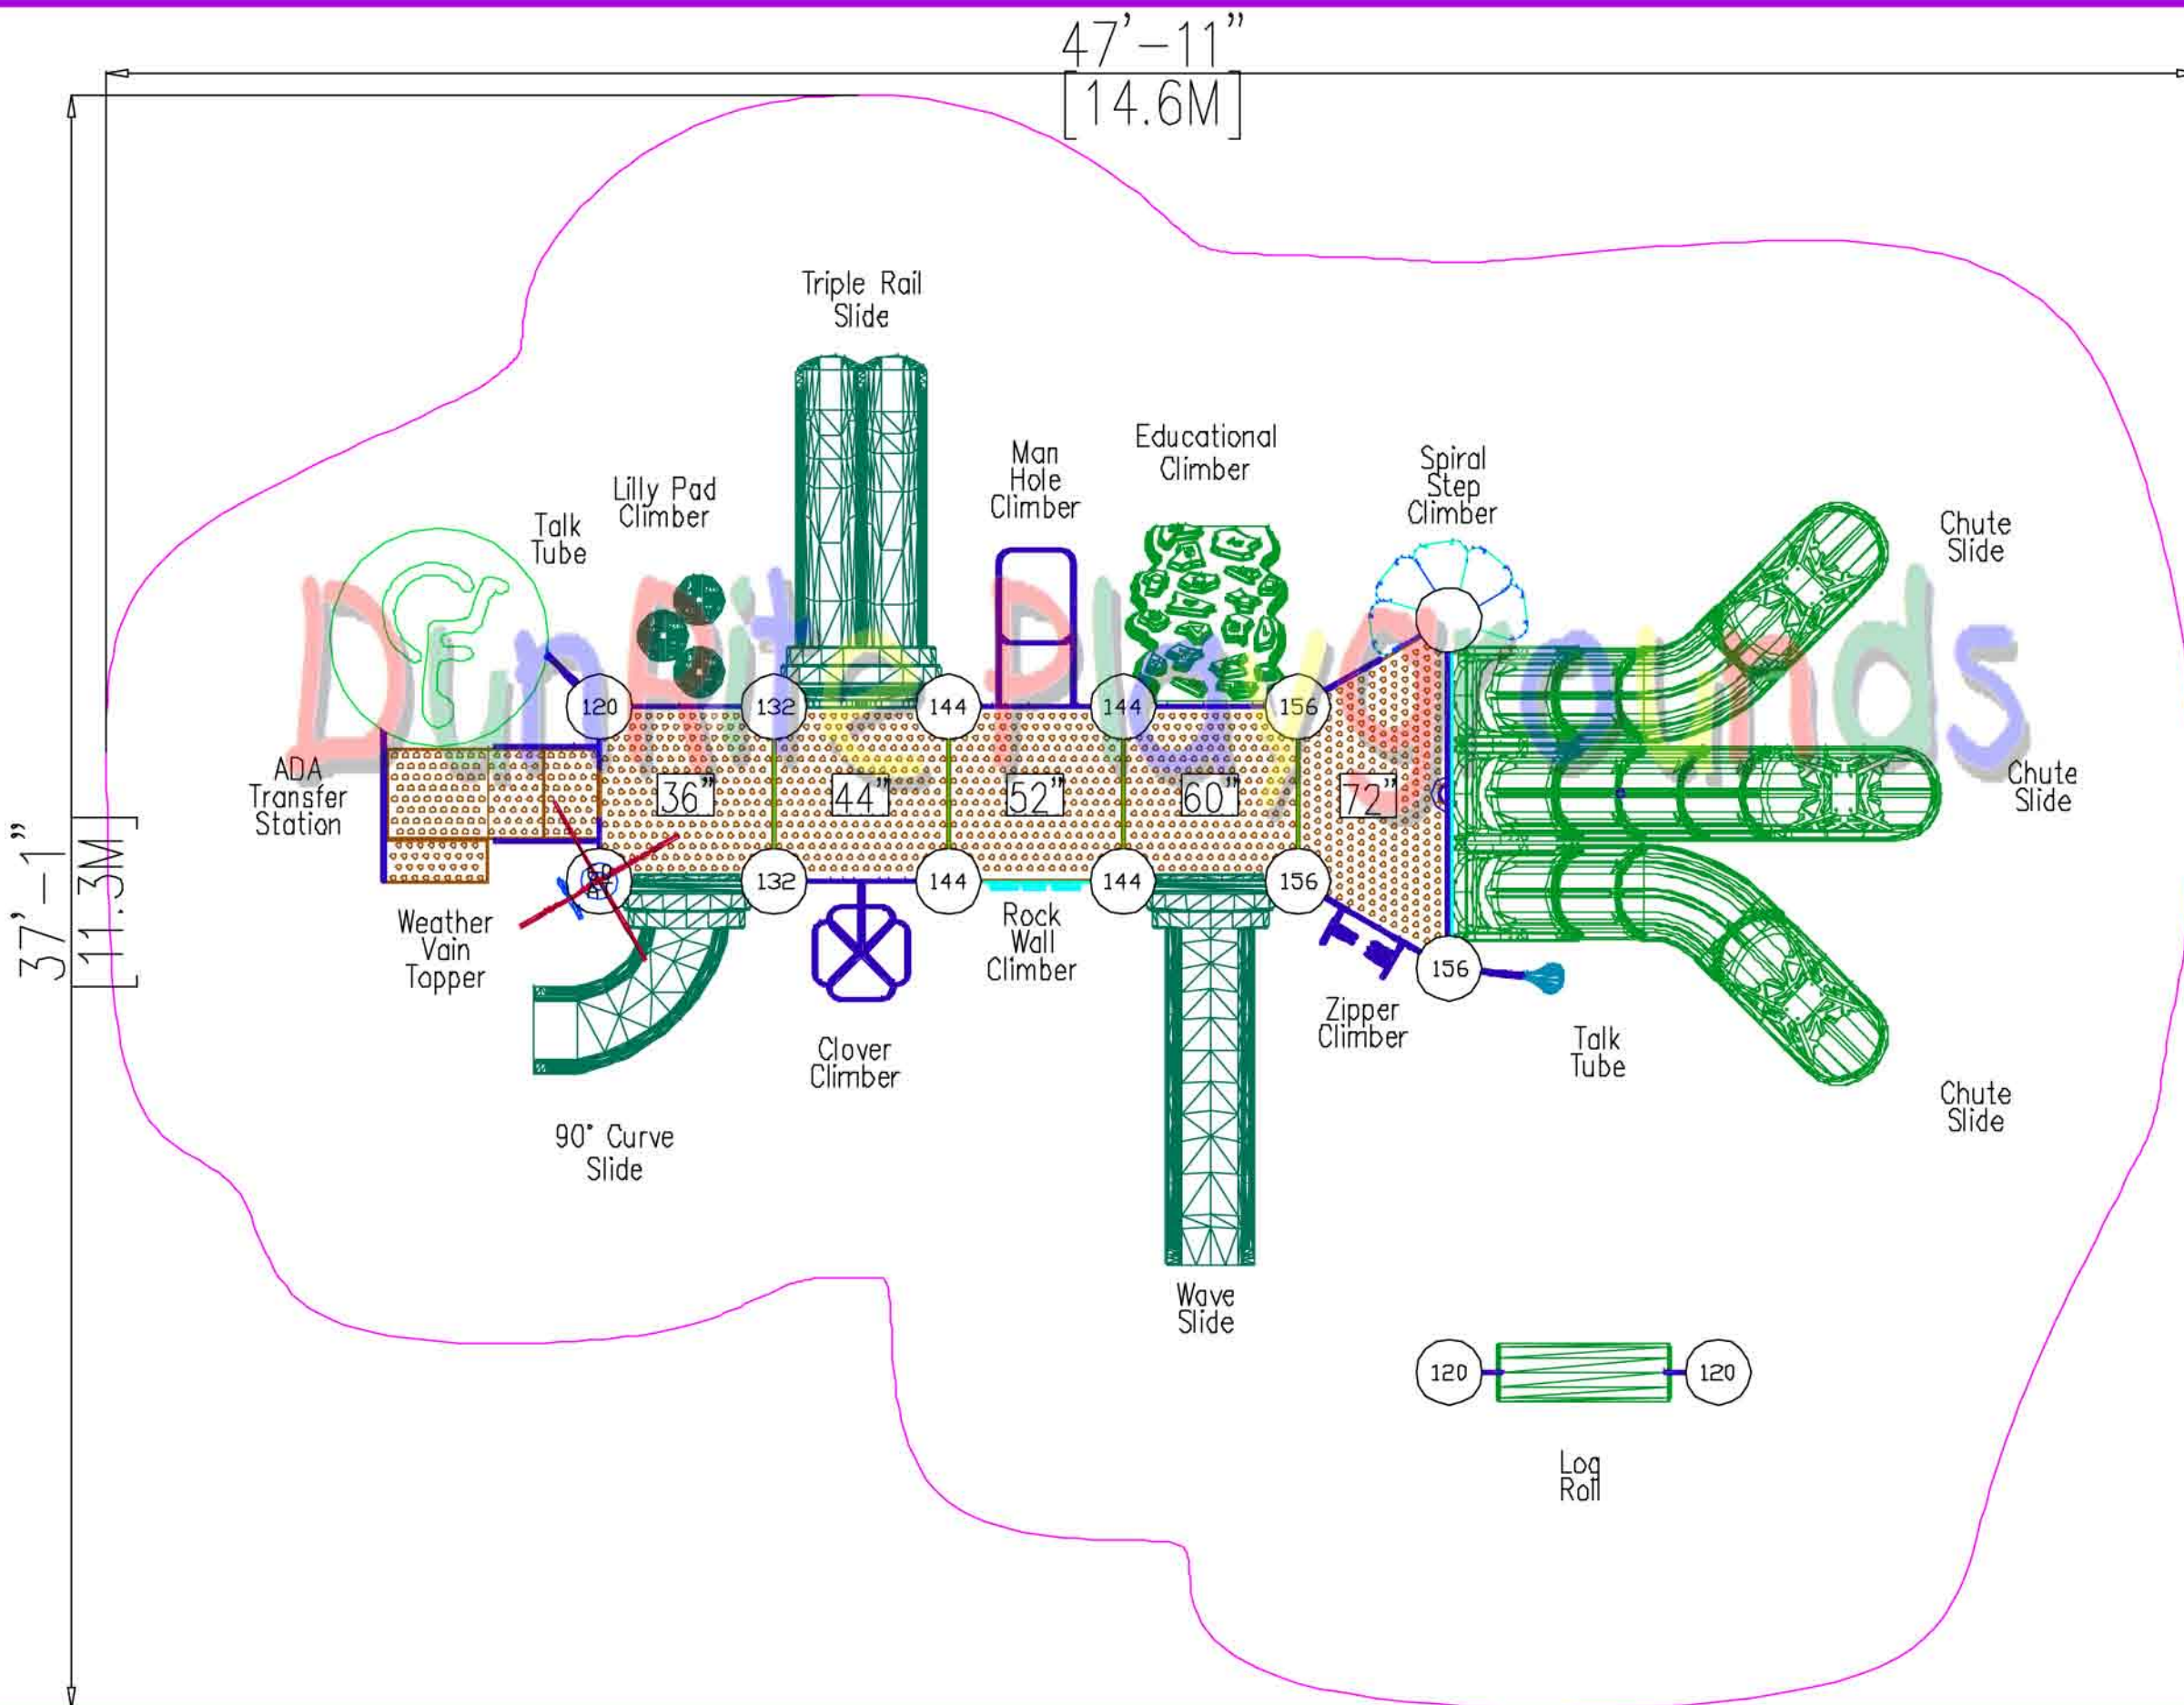 47'-11"
[14.6M]
37'-1"
[11.3M]
Triple Rail
Slide
Educational
Climber
Man
Hole
Climber
Spiral
Step
Climber
Lilly Pad
Climber
Talk
Tube
Chute
Slide
DunRite Playgrounds
120
132
144
144
156
ADA
Transfer
Station
36"
44"
52"
60"
72"
Chute
Slide
132
144
144
156
156
Weather
Vain
Topper
Rock
Wall
Climber
Zipper
Climber
Talk
Tube
Clover
Climber
Chute
Slide
90° Curve
Slide
Wave
Slide
120
120
Log
Roll